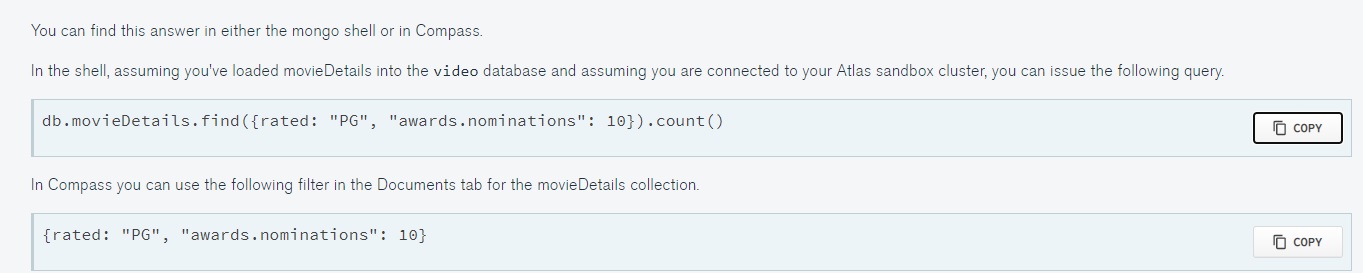 You can find this answer in either the mongo shell or in Compass.
In the shell, assuming you've loaded movieDetails into the video database and assuming you are connected to your Atlas sandbox cluster, you can issue the following query.
db.movieDetails.find({rated: "PG", "awards.nominations": 10}).count()
COPY
In Compass you can use the following filter in the Documents tab for the movieDetails collection.
{rated: "PG", "awards.nominations": 10}
COPY